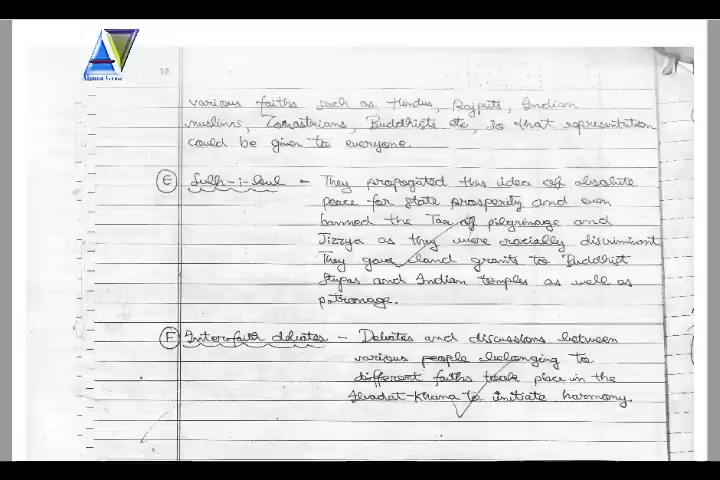 10
various faiths such as Hindus, Rajputs, Indian
muslims, Zoroastrians, Buddhists etc, so that representation
could be given to everyone.
(E) Sulh-i-kul - They propogated this idea of absolute
peace for state prosperity and even
banned the Tax of pilgrimage and
Jizzya as they were racially discriminant
They gave land grants to Buddhist
Stupas and Indian temples as well as
patronage.
(F) Interfaith debates - Debates and discussions between
various people belonging to
different faiths took place in the
Ibadat-Khana to initiate harmony.